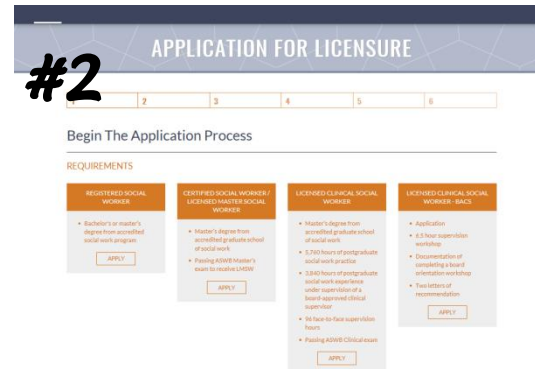 APPLICATION FOR LICENSURE
#2
1 2 3 4 5 6
Begin The Application Process
REQUIREMENTS
REGISTERED SOCIAL
WORKER
• Bachelor's or master's
degree from accredited
social work program
APPLY
CERTIFIED SOCIAL WORKER /
LICENSED MASTER SOCIAL
WORKER
• Master's degree from
accredited graduate school
of social work
• Passing ASWB Master's
exam to receive LMSW
APPLY
LICENSED CLINICAL SOCIAL
WORKER
• Master's degree from
accredited graduate school
of social work
• 5,760 hours of postgraduate
social work practice
• 3,840 hours of postgraduate
social work experience
under supervision of a
board-approved clinical
supervisor
• 96 face-to-face supervision
hours
• Passing ASWB Clinical exam
APPLY
LICENSED CLINICAL SOCIAL
WORKER - BACS
• Application
• 6.5 hour supervision
workshop
• Documentation of
completing a board
orientation workshop
• Two letters of
recommendation
APPLY